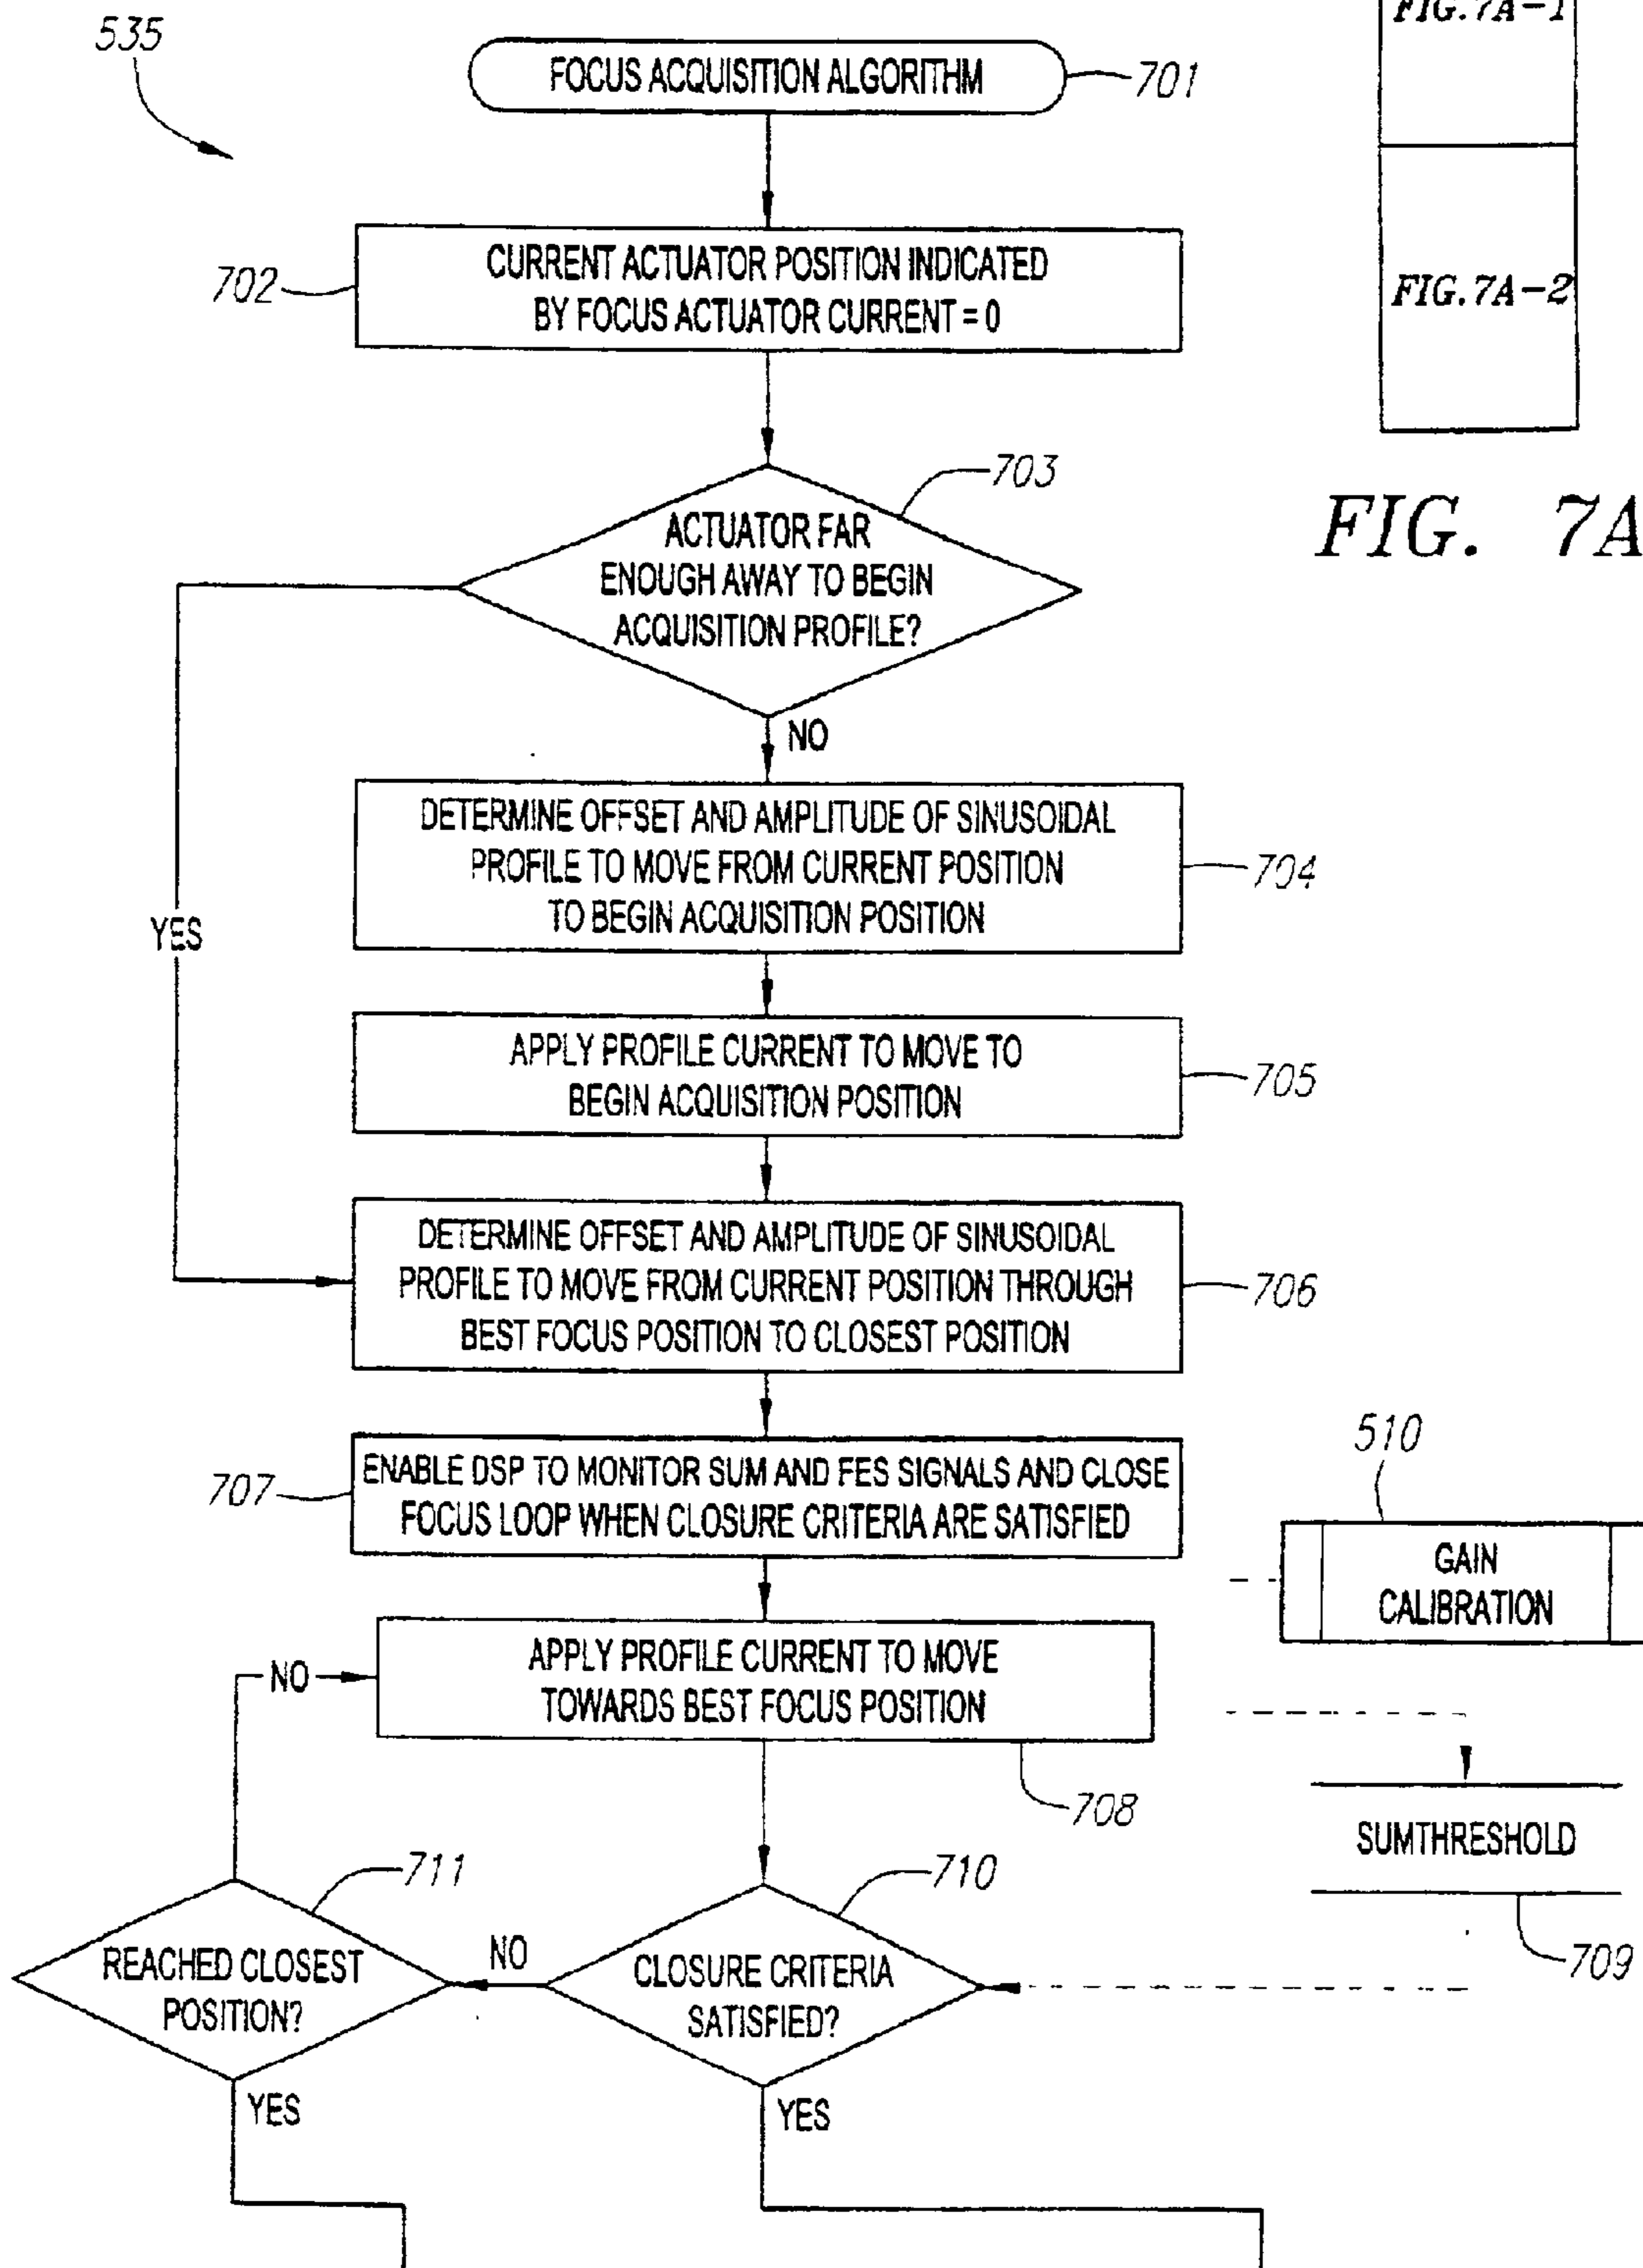 535
FOCUS ACQUISITION ALGORITHM
701
FIG.7A-1
FIG.7A-2
FIG. 7A
702
CURRENT ACTUATOR POSITION INDICATED
BY FOCUS ACTUATOR CURRENT = 0
703
ACTUATOR FAR
ENOUGH AWAY TO BEGIN
ACQUISITION PROFILE?
NO
YES
DETERMINE OFFSET AND AMPLITUDE OF SINUSOIDAL
PROFILE TO MOVE FROM CURRENT POSITION
TO BEGIN ACQUISITION POSITION
704
APPLY PROFILE CURRENT TO MOVE TO
BEGIN ACQUISITION POSITION
705
DETERMINE OFFSET AND AMPLITUDE OF SINUSOIDAL
PROFILE TO MOVE FROM CURRENT POSITION THROUGH
BEST FOCUS POSITION TO CLOSEST POSITION
706
707
ENABLE DSP TO MONITOR SUM AND FES SIGNALS AND CLOSE
FOCUS LOOP WHEN CLOSURE CRITERIA ARE SATISFIED
510
GAIN
CALIBRATION
NO
APPLY PROFILE CURRENT TO MOVE
TOWARDS BEST FOCUS POSITION
708
SUMTHRESHOLD
709
711
REACHED CLOSEST
POSITION?
NO
710
CLOSURE CRITERIA
SATISFIED?
YES
YES